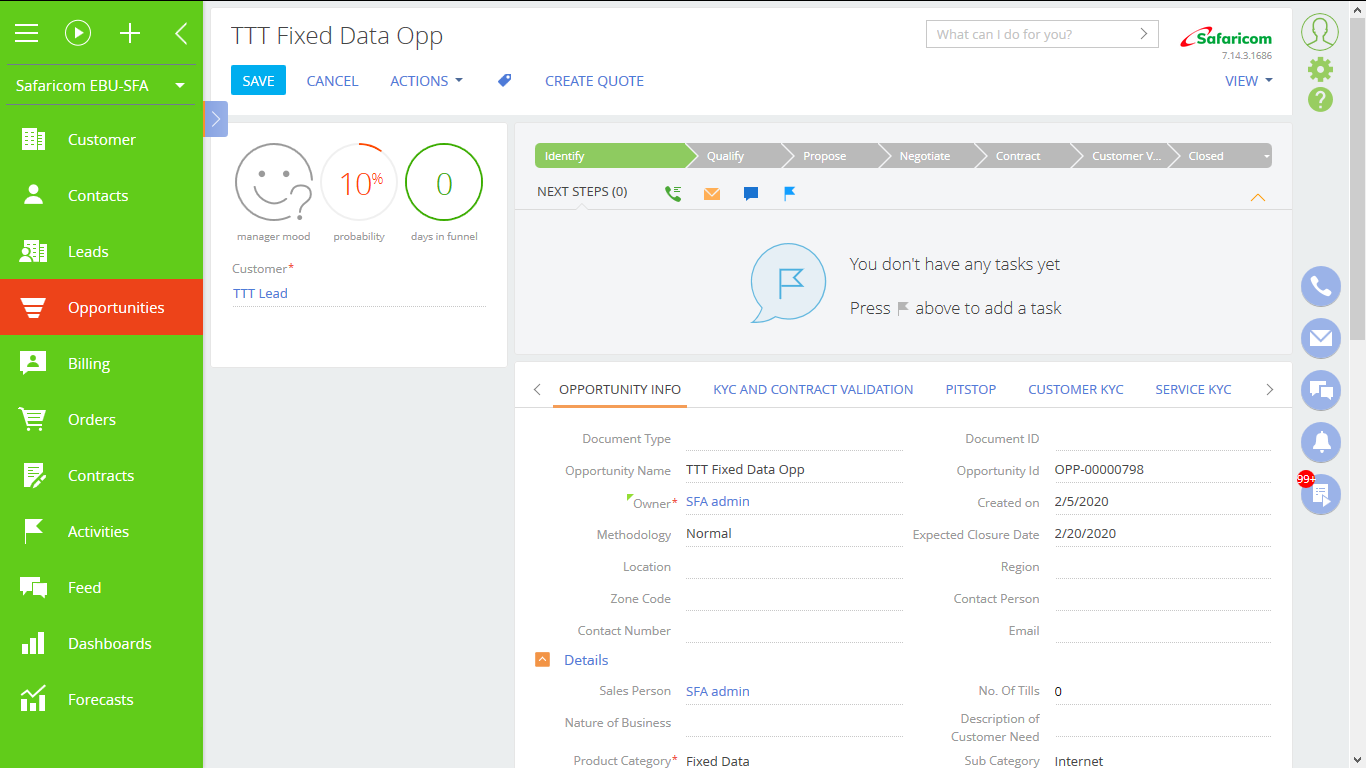 TTT Fixed Data Opp
What can I do for you?
Safaricom
7.14.3.1686
SAVE
CANCEL
ACTIONS
CREATE QUOTE
VIEW
Safaricom EBU-SFA
Customer
Contacts
Leads
Opportunities
Billing
Orders
Contracts
Activities
Feed
Dashboards
Forecasts
10%
0
manager mood
probability
days in funnel
Customer*
TTT Lead
Identify
Qualify
Propose
Negotiate
Contract
Customer V...
Closed
NEXT STEPS (0)
You don't have any tasks yet
Press above to add a task
OPPORTUNITY INFO
KYC AND CONTRACT VALIDATION
PITSTOP
CUSTOMER KYC
SERVICE KYC
Document Type
Document ID
Opportunity Name TTT Fixed Data Opp
Opportunity Id OPP-00000798
Owner* SFA admin
Created on 2/5/2020
Methodology Normal
Expected Closure Date 2/20/2020
Location
Region
Zone Code
Contact Person
Contact Number
Email
Details
Sales Person SFA admin
No. Of Tills 0
Nature of Business
Description of
Customer Need
Product Category* Fixed Data
Sub Category Internet
?
99+